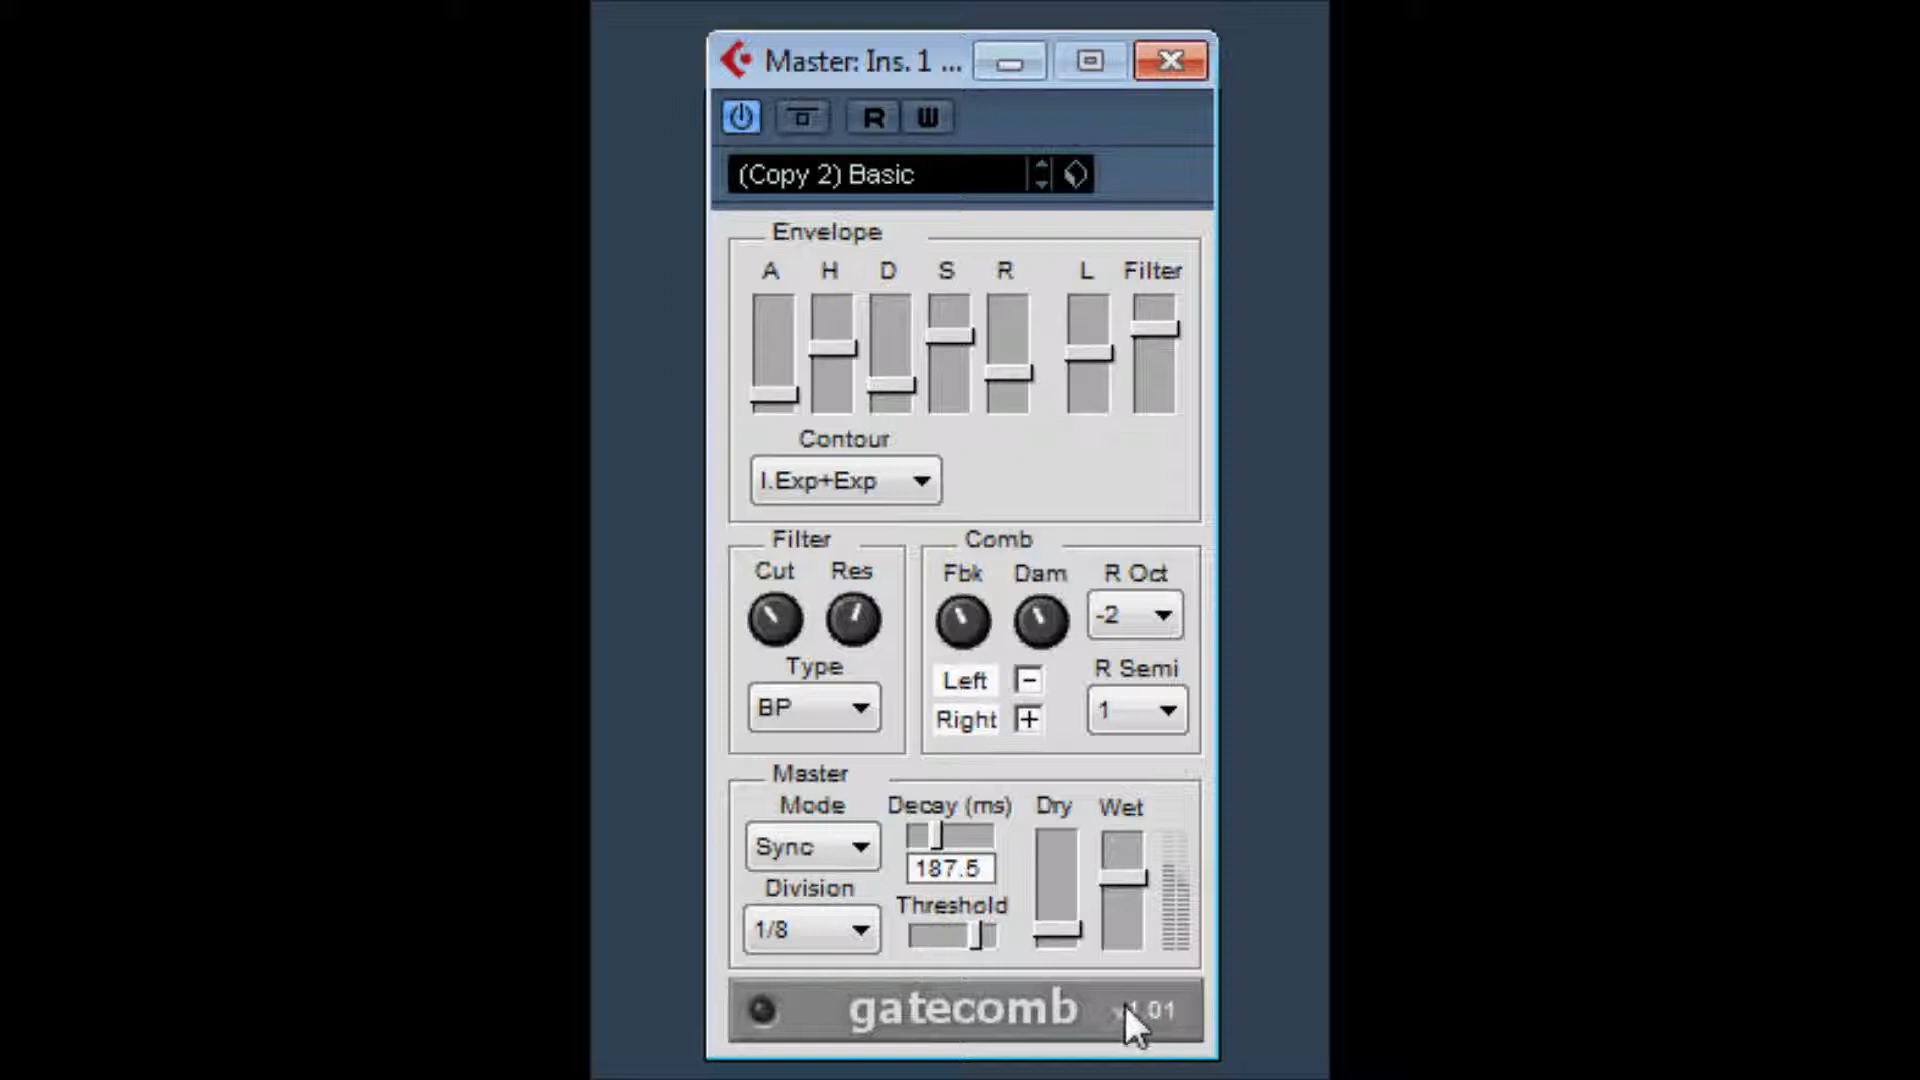 Master: Ins. 1 ...
R W
(Copy 2) Basic
Envelope
A H D S R L Filter
Contour
I.Exp+Exp
Filter
Cut Res
Type
BP
Comb
Fbk Dam R Oct
-2
Left -
Right +
R Semi
1
Master
Mode Decay (ms) Dry Wet
Sync
187.5
Division
Threshold
1/8
gatecomb